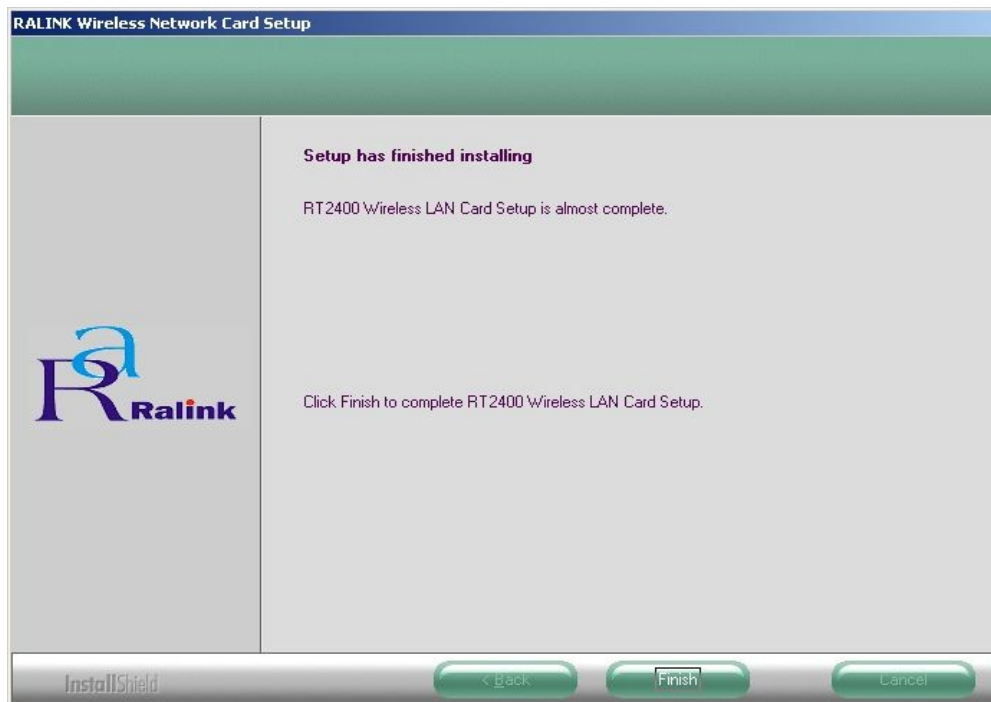 RALINK Wireless Network Card Setup
Setup has finished installing
RT2400 Wireless LAN Card Setup is almost complete.
Ra Ralink
Click Finish to complete RT2400 Wireless LAN Card Setup.
InstallShield
< Back
Finish
Cancel